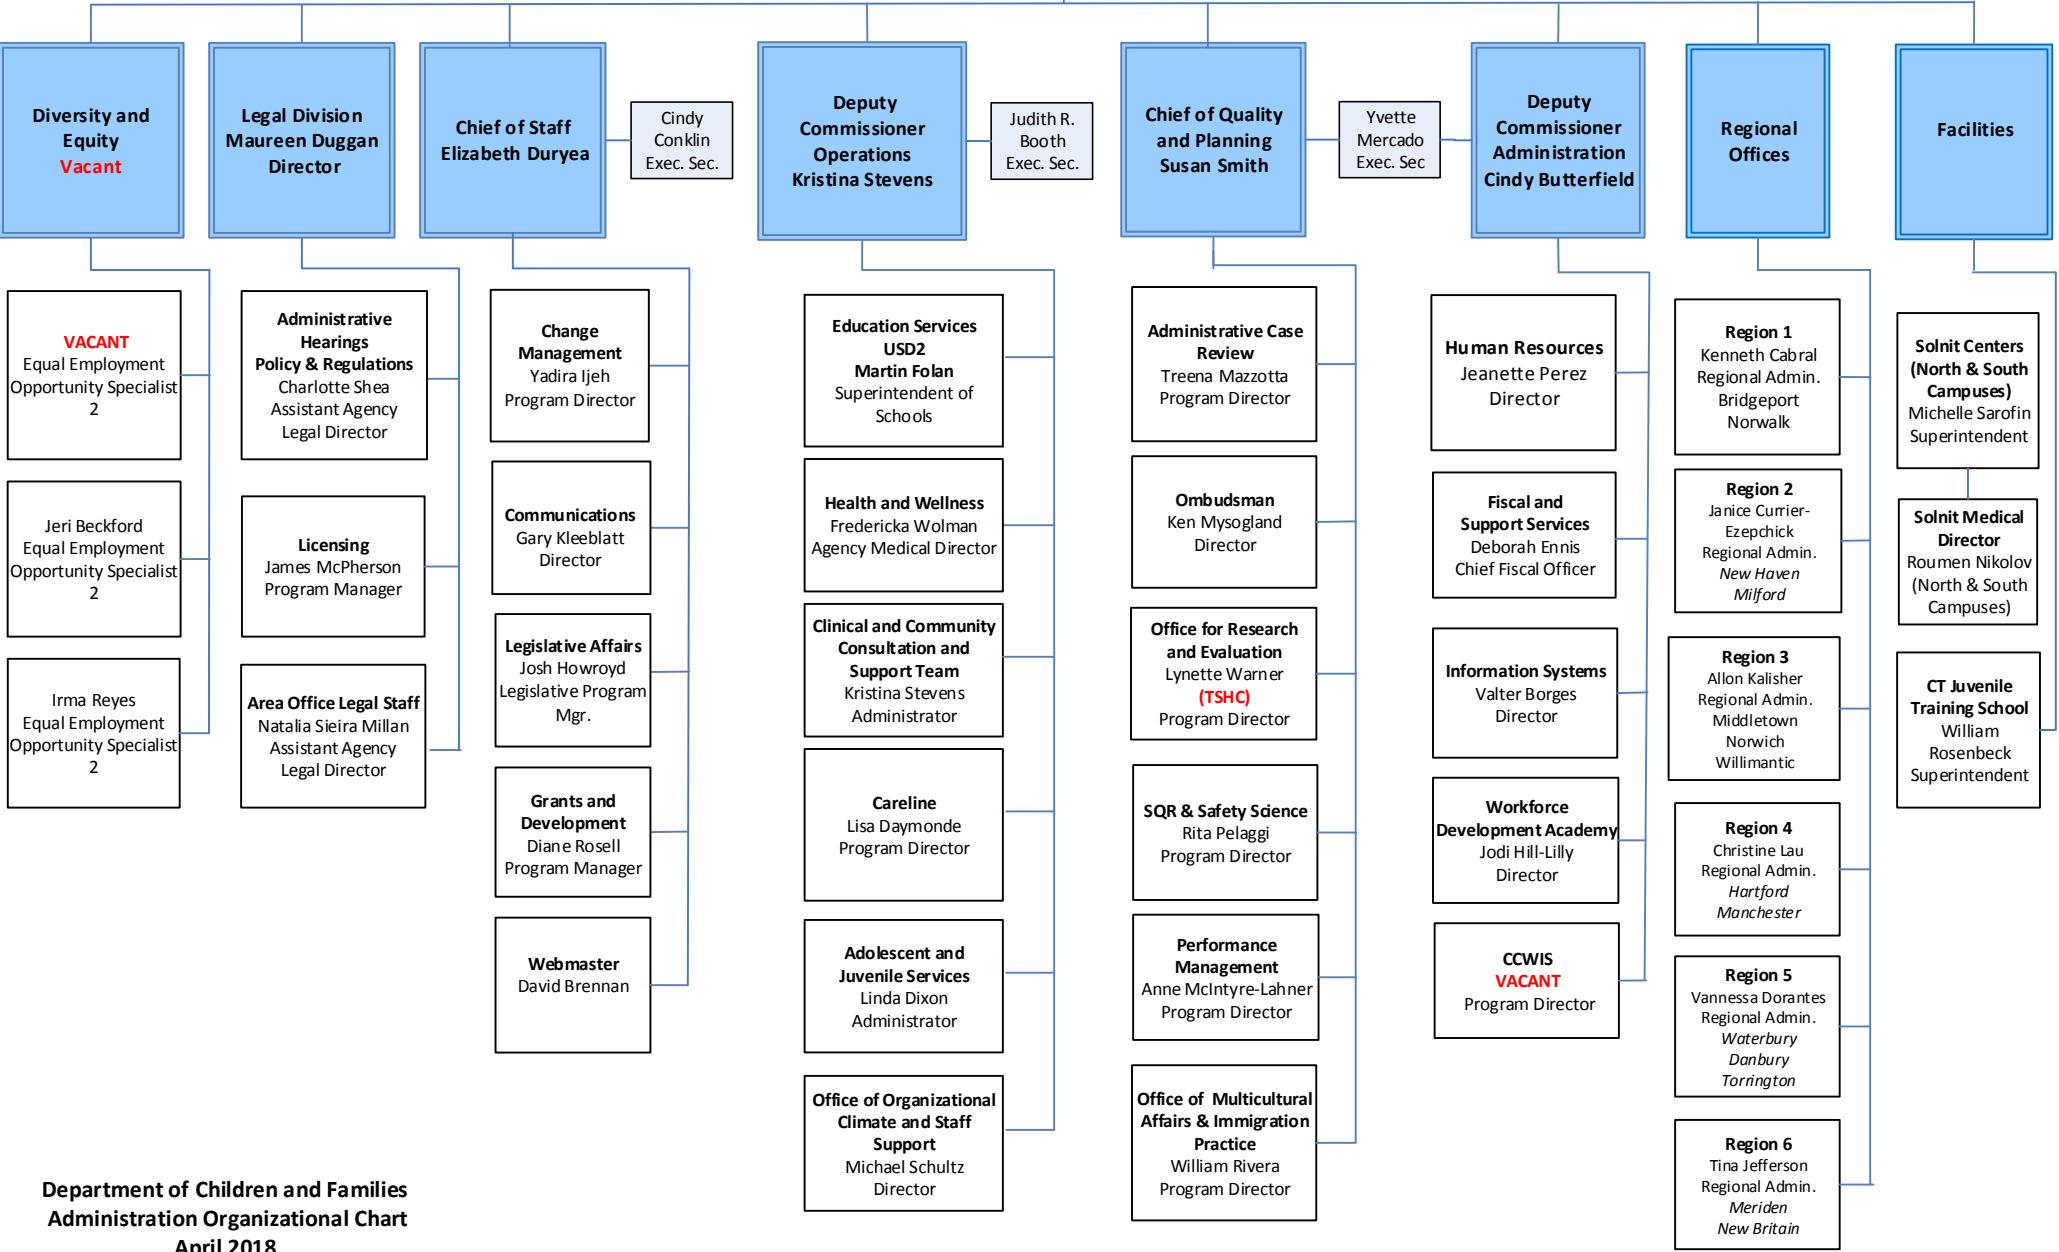 Diversity and
Equity
Vacant
Legal Division
Maureen Duggan
Director
Chief of Staff
Elizabeth Duryea
Cindy
Conklin
Exec. Sec.
Deputy
Commissioner
Operations
Kristina Stevens
Judith R.
Booth
Exec. Sec.
Chief of Quality
and Planning
Susan Smith
Yvette
Mercado
Exec. Sec
Deputy
Commissioner
Administration
Cindy Butterfield
Regional
Offices
Facilities
VACANT
Equal Employment
Opportunity Specialist
2
Jeri Beckford
Equal Employment
Opportunity Specialist
2
Irma Reyes
Equal Employment
Opportunity Specialist
2
Administrative
Hearings
Policy & Regulations
Charlotte Shea
Assistant Agency
Legal Director
Licensing
James McPherson
Program Manager
Area Office Legal Staff
Natalia Sieira Millan
Assistant Agency
Legal Director
Change
Management
Yadira Ijeh
Program Director
Communications
Gary Kleeblatt
Director
Legislative Affairs
Josh Howroyd
Legislative Program
Mgr.
Grants and
Development
Diane Rosell
Program Manager
Webmaster
David Brennan
Education Services
USD2
Martin Folan
Superintendent of
Schools
Health and Wellness
Fredericka Wolman
Agency Medical Director
Clinical and Community
Consultation and
Support Team
Kristina Stevens
Administrator
Careline
Lisa Daymonde
Program Director
Adolescent and
Juvenile Services
Linda Dixon
Administrator
Office of Organizational
Climate and Staff
Support
Michael Schultz
Director
Administrative Case
Review
Treena Mazzotta
Program Director
Ombudsman
Ken Mysogland
Director
Office for Research
and Evaluation
Lynette Warner
(TSHC)
Program Director
SQR & Safety Science
Rita Pelaggi
Program Director
Performance
Management
Anne McIntyre-Lahner
Program Director
Office of Multicultural
Affairs & Immigration
Practice
William Rivera
Program Director
Human Resources
Jeanette Perez
Director
Fiscal and
Support Services
Deborah Ennis
Chief Fiscal Officer
Information Systems
Valter Borges
Director
Workforce
Development Academy
Jodi Hill-Lilly
Director
CCWIS
VACANT
Program Director
Region 1
Kenneth Cabral
Regional Admin.
Bridgeport
Norwalk
Region 2
Janice Currier-
Ezepchick
Regional Admin.
New Haven
Milford
Region 3
Allon Kalisher
Regional Admin.
Middletown
Norwich
Willimantic
Region 4
Christine Lau
Regional Admin.
Hartford
Manchester
Region 5
Vannessa Dorantes
Regional Admin.
Waterbury
Danbury
Torrington
Region 6
Tina Jefferson
Regional Admin.
Meriden
New Britain
Solnit Centers
(North & South
Campuses)
Michelle Sarofin
Superintendent
Solnit Medical
Director
Roumen Nikolov
(North & South
Campuses)
CT Juvenile
Training School
William
Rosenbeck
Superintendent
Department of Children and Families
Administration Organizational Chart
April 2018